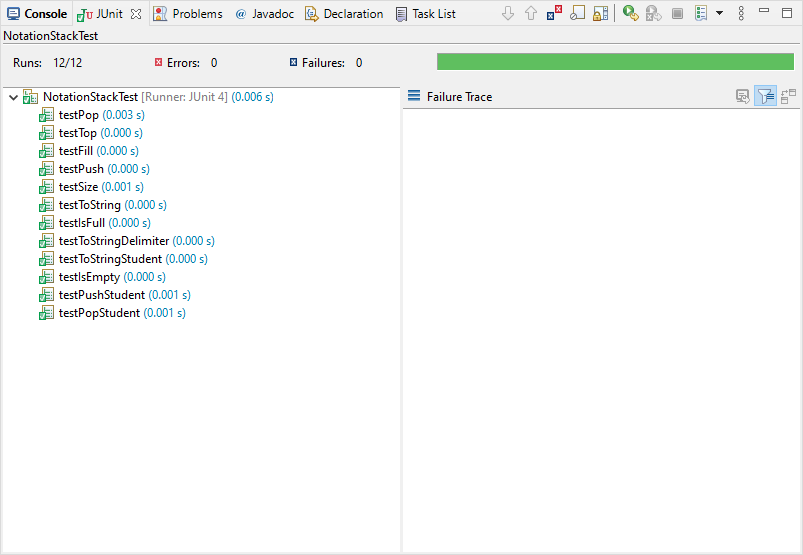 Console JUnit Problems @ Javadoc Declaration Task List
NotationStackTest
Runs: 12/12 Errors: 0 Failures: 0
NotationStackTest [Runner: JUnit 4] (0.006 s)
testPop (0.003 s)
testTop (0.000 s)
testFill (0.000 s)
testPush (0.000 s)
testSize (0.001 s)
testToString (0.000 s)
testIsFull (0.000 s)
testToStringDelimiter (0.000 s)
testToStringStudent (0.000 s)
testIsEmpty (0.000 s)
testPushStudent (0.001 s)
testPopStudent (0.001 s)
Failure Trace